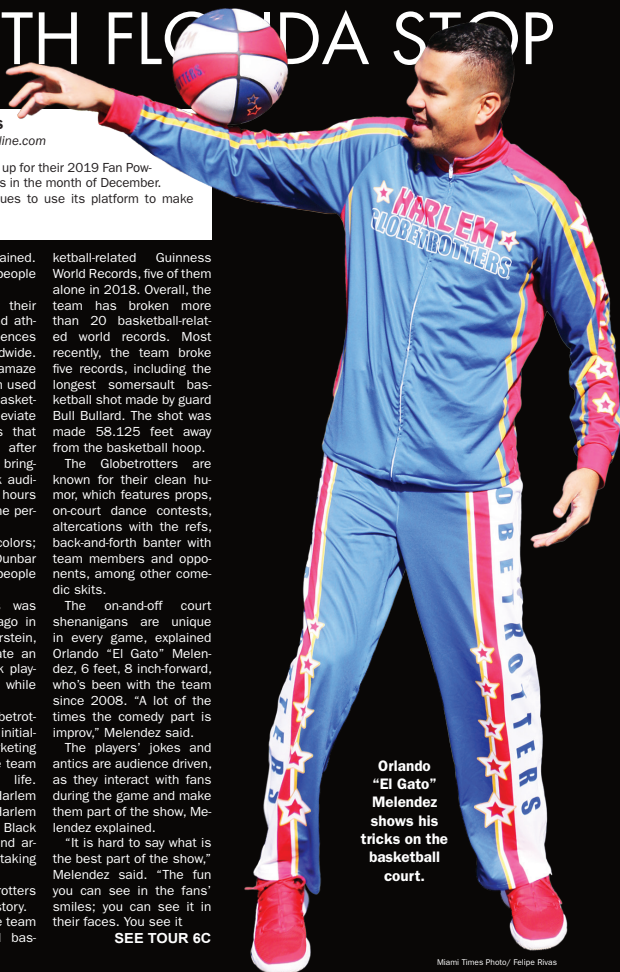 TH FLORIDA STOP
s
line.com
up for their 2019 Fan Pow-
s in the month of December.
ues to use its platform to make
ained.
people
their
d ath-
ences
dwide.
amaze
n used
asket-
eviate
s that
after
bring-
k audi-
hours
ne per-
colors;
Dunbar
people
s was
ago in
rstein,
ate an
k play-
while
betrot-
initial-
keting
e team
life.
Harlem
Harlem
Black
nd ar-
taking
rotters
story.
e team
d bas-
ketball-related Guinness
World Records, five of them
alone in 2018. Overall, the
team has broken more
than 20 basketball-relat-
ed world records. Most
recently, the team broke
five records, including the
longest somersault bas-
ketball shot made by guard
Bull Bullard. The shot was
made 58.125 feet away
from the basketball hoop.
The Globetrotters are
known for their clean hu-
mor, which features props,
on-court dance contests,
altercations with the refs,
back-and-forth banter with
team members and oppo-
nents, among other come-
dic skits.
The on-and-off court
shenanigans are unique
in every game, explained
Orlando “El Gato” Melen-
dez, 6 feet, 8 inch-forward,
who’s been with the team
since 2008. “A lot of the
times the comedy part is
improv,” Melendez said.
The players’ jokes and
antics are audience driven,
as they interact with fans
during the game and make
them part of the show, Me-
lendez explained.
“It is hard to say what is
the best part of the show,”
Melendez said. “The fun
you can see in the fans’
smiles; you can see it in
their faces. You see it
SEE TOUR 6C
HARLEM
GLOBETROTTERS
OBETROTTERS
TTERS
Orlando
“El Gato”
Melendez
shows his
tricks on the
basketball
court.
Miami Times Photo/ Felipe Rivas